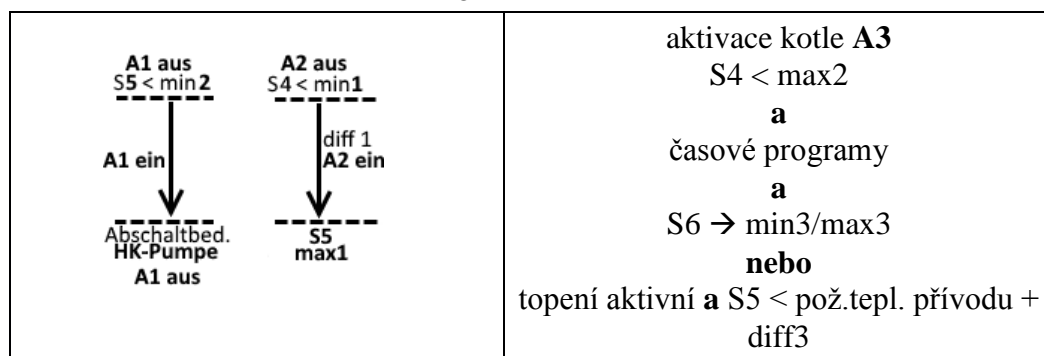 A1 aus
S5 < min2
A1 ein
Abschaltbed.
HK-Pumpe
A1 aus
A2 aus
S4 < min1
diff 1
A2 ein
S5
max1
aktivace kotle A3
S4 < max2
a
časové programy
a
S6 → min3/max3
nebo
topení aktivní a S5 < pož.tepl. přívodu +
diff3